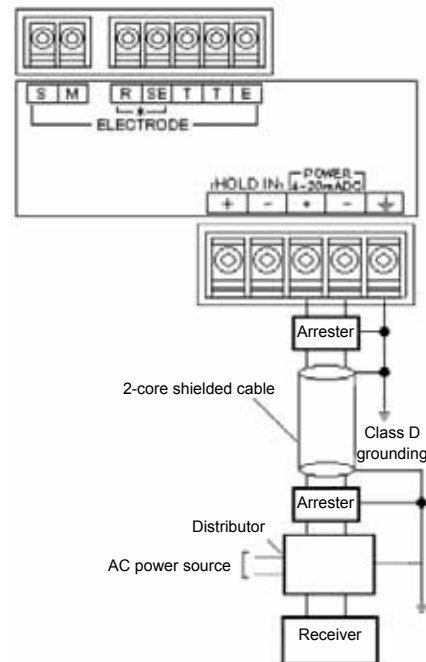 S M R SE T T E
*
ELECTRODE
HOLD IN POWER
4-20mADC
+ - + -
Arrester
2-core shielded cable
Class D
grounding
Arrester
Distributor
AC power source
Receiver